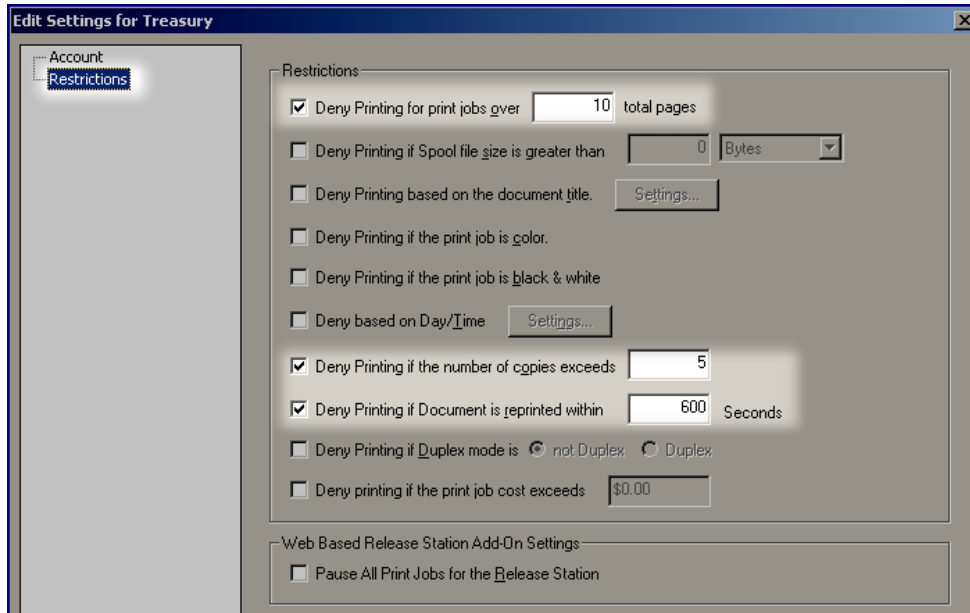 Edit Settings for Treasury
Account
Restrictions
Restrictions
Deny Printing for print jobs over 10 total pages
Deny Printing if Spool file size is greater than 0 Bytes
Deny Printing based on the document title. Settings...
Deny Printing if the print job is color.
Deny Printing if the print job is black & white
Deny based on Day/Time Settings...
Deny Printing if the number of copies exceeds 5
Deny Printing if Document is reprinted within 600 Seconds
Deny Printing if Duplex mode is not Duplex Duplex
Deny printing if the print job cost exceeds $0.00
Web Based Release Station Add-On Settings
Pause All Print Jobs for the Release Station